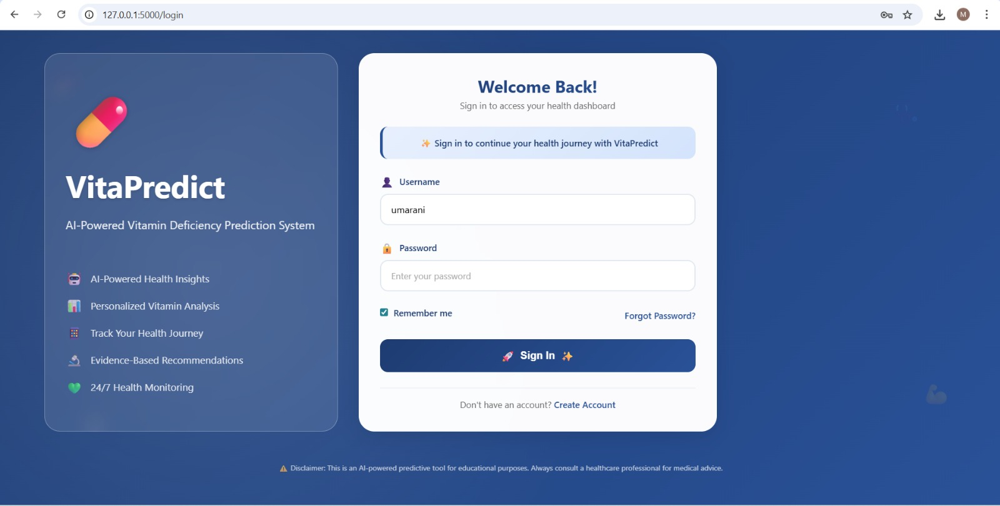 127.0.0.1:5000/login
M
VitaPredict
AI-Powered Vitamin Deficiency Prediction System
AI-Powered Health Insights
Personalized Vitamin Analysis
Track Your Health Journey
Evidence-Based Recommendations
24/7 Health Monitoring
Welcome Back!
Sign in to access your health dashboard
✨ Sign in to continue your health journey with VitaPredict
Username
umarani
Password
Enter your password
Remember me
Forgot Password?
Sign In
Don't have an account? Create Account
Disclaimer: This is an AI-powered predictive tool for educational purposes. Always consult a healthcare professional for medical advice.